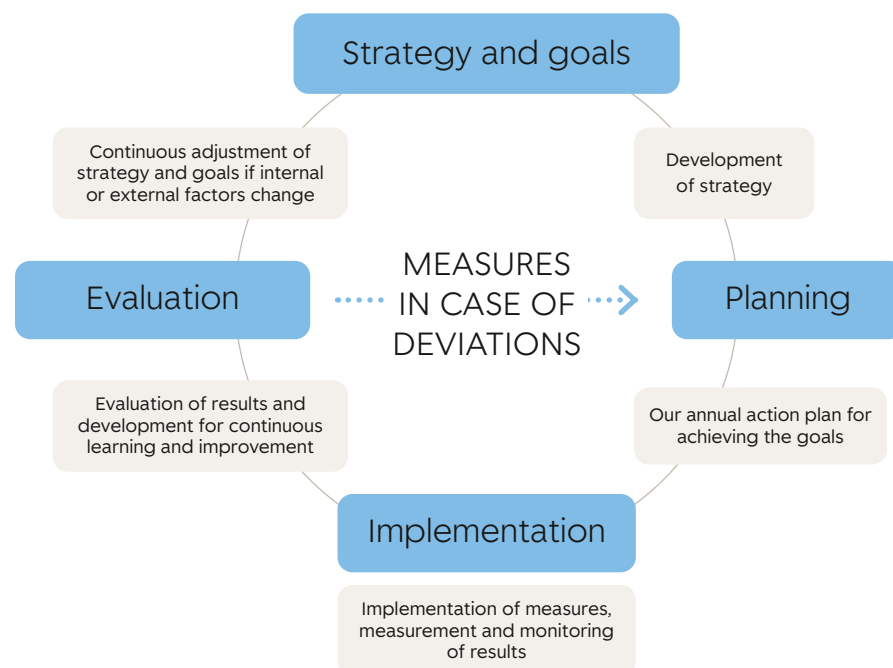 Strategy and goals
Continuous adjustment of
strategy and goals if internal
or external factors change
Development
of strategy
Evaluation
MEASURES
IN CASE OF
DEVIATIONS
Planning
Evaluation of results and
development for continuous
learning and improvement
Our annual action plan for
achieving the goals
Implementation
Implementation of measures,
measurement and monitoring
of results